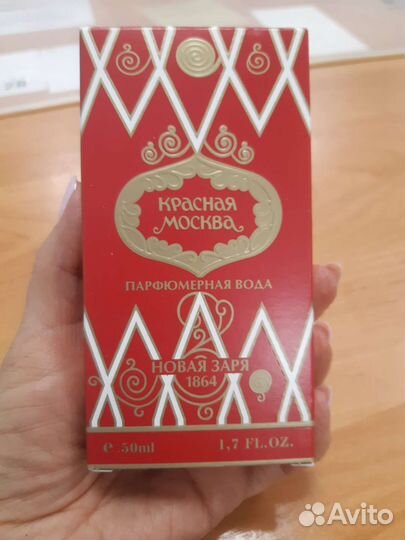 КРАСНАЯ
МОСКВА
ПАРФЮМЕРНАЯ ВОДА
НОВАЯ ЗАРЯ
1864
e 50ml 1,7 FL.OZ.
Avito